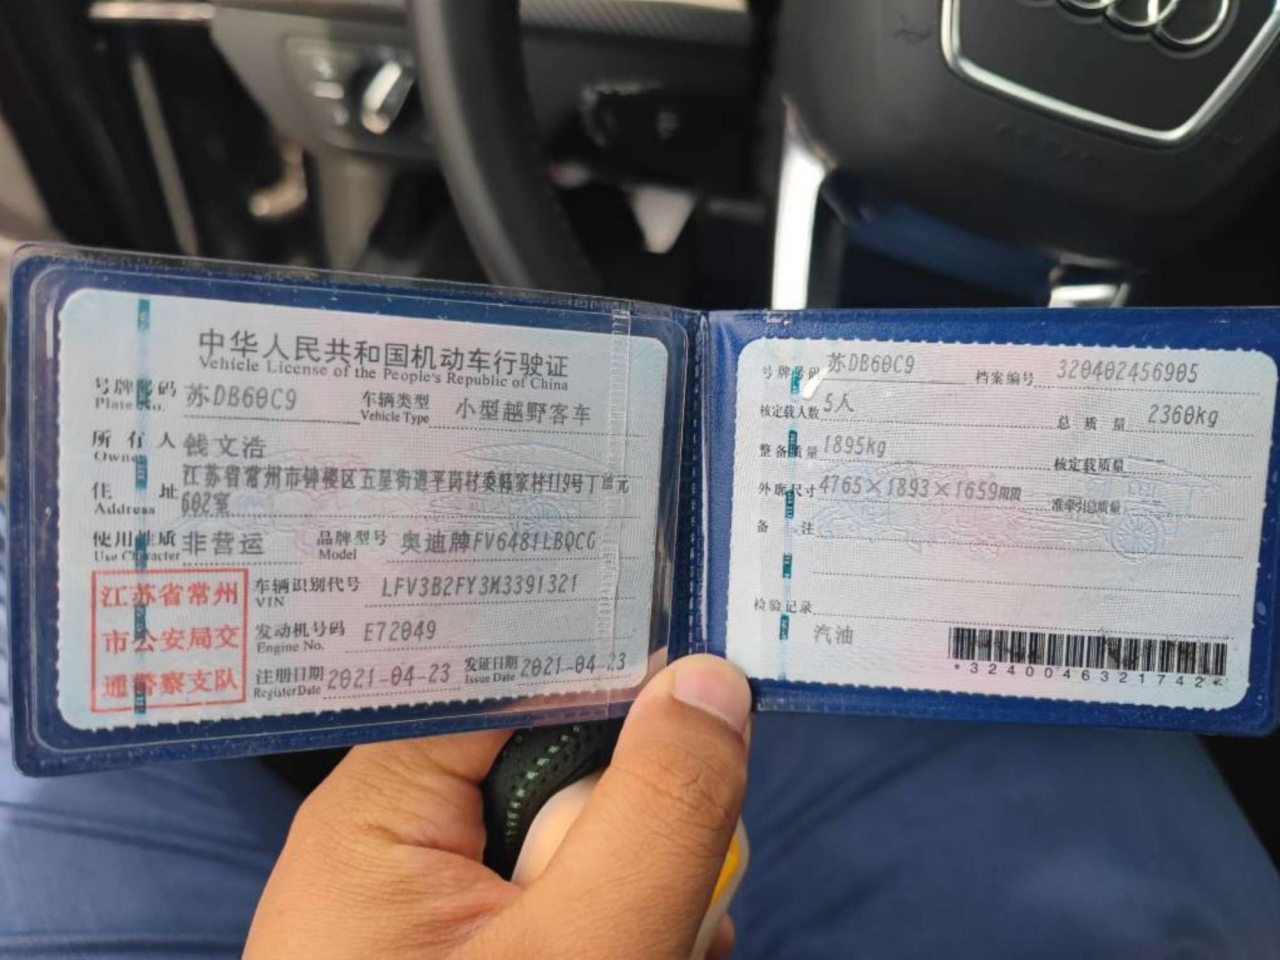 中华人民共和国机动车行驶证
Vehicle License of the People's Republic of China
号牌号码 苏DB60C9 车辆类型 小型越野客车
Plate No. Vehicle Type
所有人 钱文浩
Owner
住址 江苏省常州市钟楼区五星街道平岗村委韩家村119号丁单元
Address 602室
使用性质 非营运 品牌型号 奥迪牌FV6481LBQCG
Use Character Model
江苏省常州
市公安局交
通警察支队
车辆识别代号 LFV3B2FY3M3391321
VIN
发动机号码 E72049
Engine No.
注册日期 2021-04-23 发证日期 2021-04-23
Register Date Issue Date
号牌号码 苏DB60C9 档案编号 320402456905
核定载人数 5人 总质量 2360kg
整备质量 1895kg 核定载质量
外廓尺寸 4765×1893×1659mm 准牵引总质量
备注
检验记录
汽油
*3240046321742*